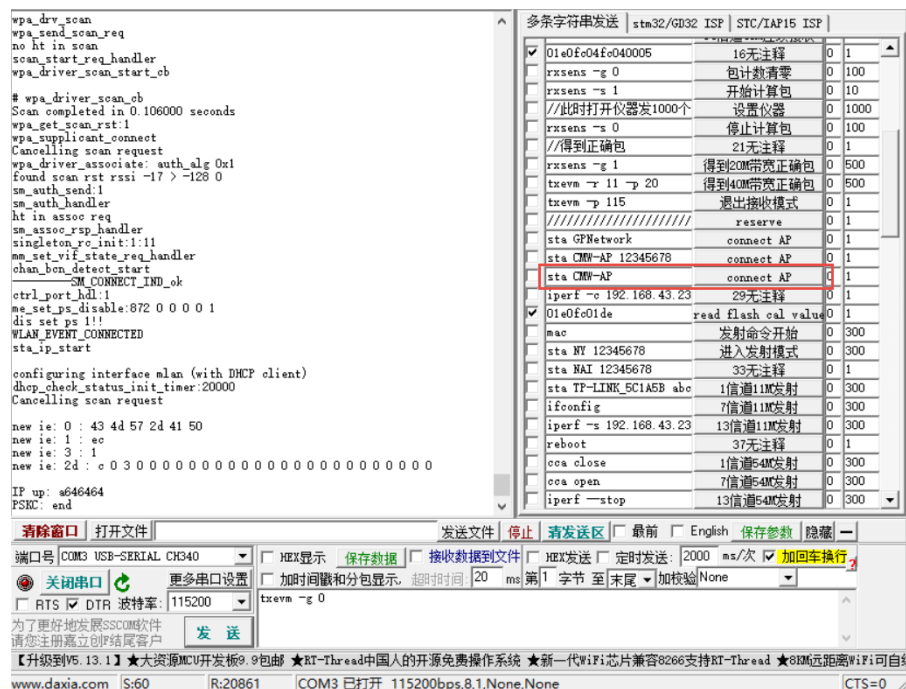 wpa_drv_scan
wpa_send_scan_req
no ht in scan
scan_start_req_handler
wpa_driver_scan_start_cb
# wpa_driver_scan_cb
Scan completed in 0.106000 seconds
wpa_get_scan_rst:1
wpa_supplicant_connect
Cancelling scan request
wpa_driver_associate: auth_alg 0x1
found scan rst rssi -17 > -128 0
sm_auth_send:1
sm_auth_handler
ht in assoc req
sm_assoc_rsp_handler
singleton_rc_init:1:11
mm_set_vif_state_req_handler
chan_bcn_detect_start
————SM_CONNECT_IND_ok
ctrl_port_hdl:1
me_set_ps_disable:872 0 0 0 0 1
dis set ps 1!!
WLAN_EVENT_CONNECTED
sta_ip_start
configuring interface mlan (with DHCP client)
dhcp_check_status_init_timer:20000
Cancelling scan request
new ie: 0 : 43 4d 57 2d 41 50
new ie: 1 : ec
new ie: 3 : 1
new ie: 2d : c 0 3 0 0 0 0 0 0 0 0 0 0 0 0 0 0 0 0 0 0 0 0 0 0 0
IP up: a646464
PSKC: end
多条字符串发送 stm32/GD32 ISP STC/IAP15 ISP
01e0fc04fc040005 16无注释 0 1
rxsens -g 0 包计数清零 0 100
rxsens -s 1 开始计算包 0 10
//此时打开仪器发1000个 设置仪器 0 1000
rxsens -s 0 停止计算包 0 100
//得到正确包 21无注释 0 1
rxsens -g 1 得到20M带宽正确包 0 500
txevm -r 11 -p 20 得到40M带宽正确包 0 500
txevm -p 115 退出接收模式 0 1
////////////////////// reserve 0 1
sta GPNetwork connect AP 0 1
sta CMW-AP 12345678 connect AP 0 1
sta CMW-AP connect AP 0 1
iperf -c 192.168.43.23 29无注释 0 1
01e0fc01de read flash cal value 0 1
mac 发射命令开始 0 300
sta NY 12345678 进入发射模式 0 300
sta NAI 12345678 33无注释 0 1
sta TP-LINK_5C1A5B abc 1信道11M发射 0 300
ifconfig 7信道11M发射 0 300
iperf -s 192.168.43.23 13信道11M发射 0 300
reboot 37无注释 0 1
cca close 1信道54M发射 0 300
cca open 7信道54M发射 0 300
iperf --stop 13信道54M发射 0 300
清除窗口 打开文件 发送文件 停止 清发送区 最前 English 保存参数 隐藏 —
端口号 COM3 USB-SERIAL CH340 HEX显示 保存数据 接收数据到文件 HEX发送 定时发送: 2000 ms/次 加回车换行 ?
关闭串口 更多串口设置 加时间戳和分包显示, 超时时间: 20 ms 第1 字节 至 末尾 加校验 None
RTS DTR 波特率: 115200 txevm -g 0
为了更好地发展SSCOM软件
请您注册嘉立创F结尾客户 发 送
【升级到V5.13.1】★大资源MCU开发板9.9包邮 ★RT-Thread中国人的开源免费操作系统 ★新一代WiFi芯片兼容8266支持RT-Thread ★8KM远距离WiFi可自
www.daxia.com S:60 R:20861 COM3 已打开 115200bps,8,1,None,None CTS=0